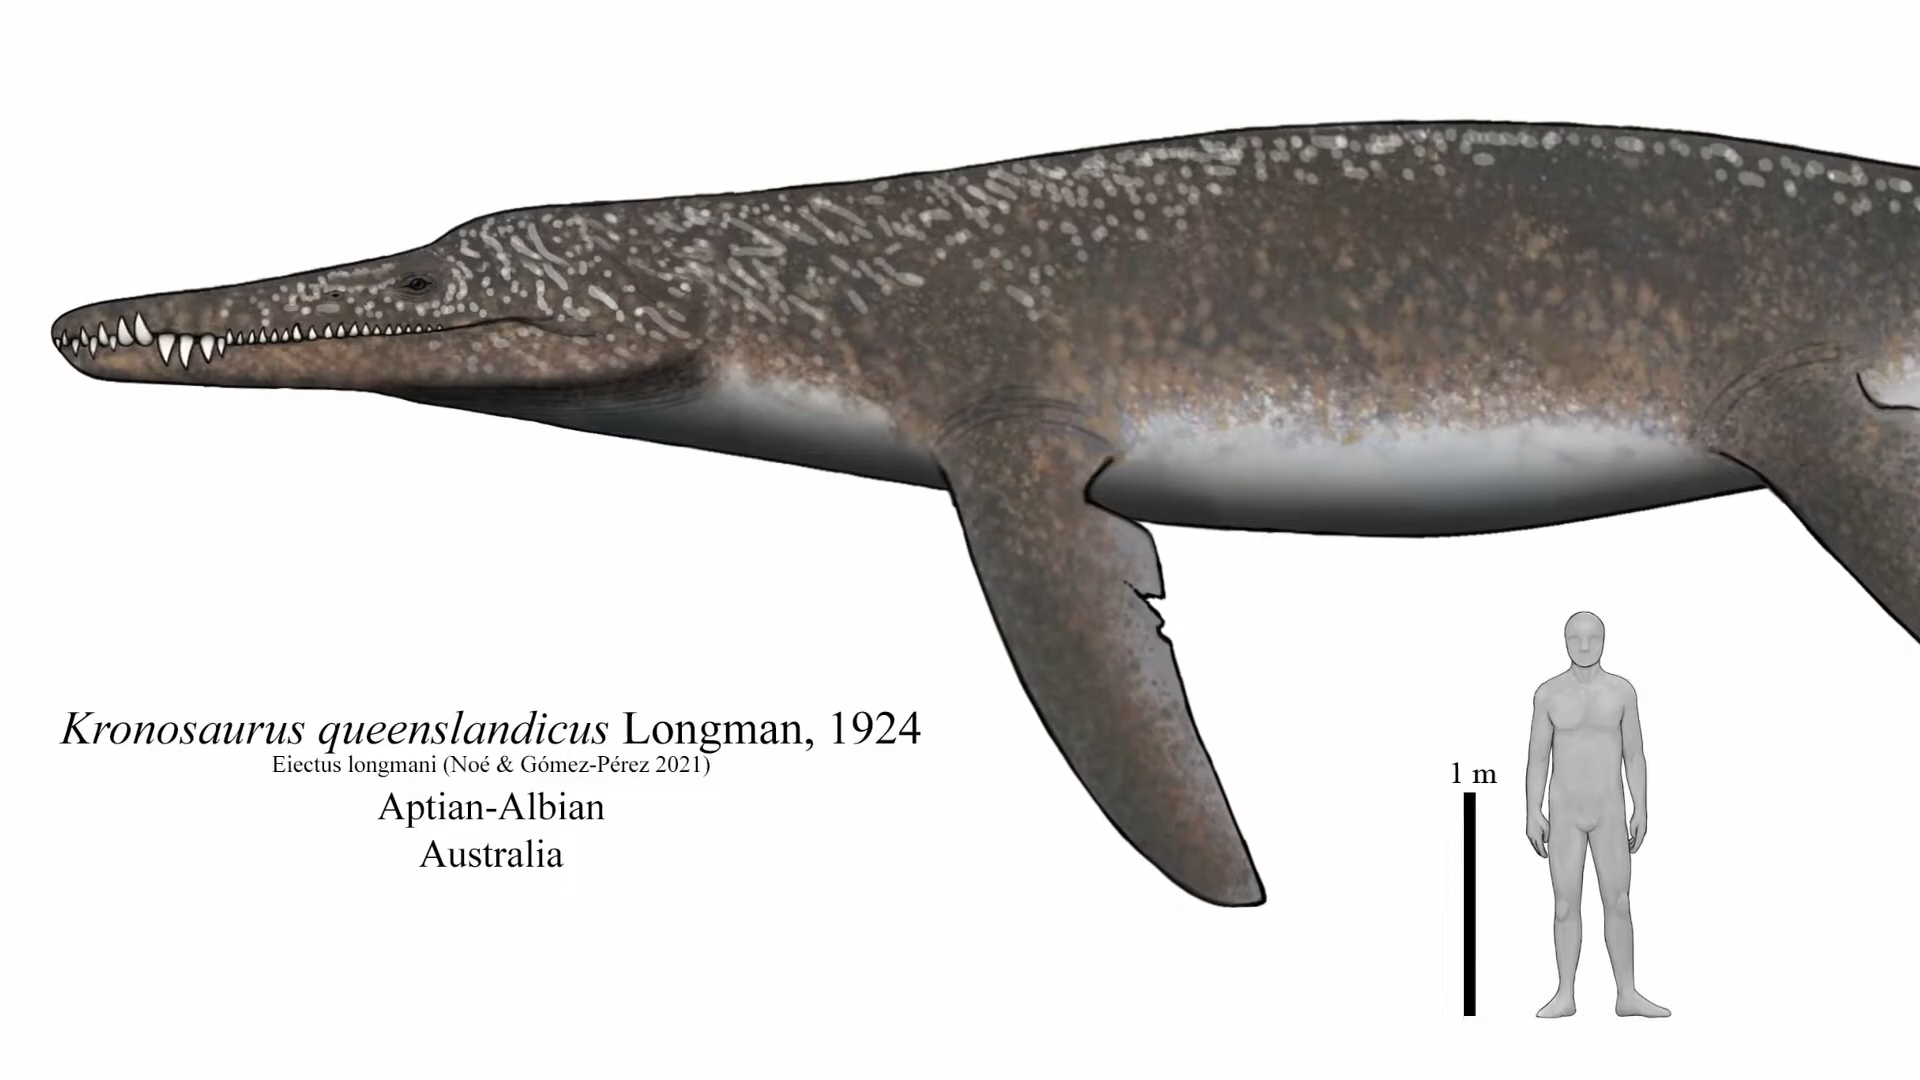 Kronosaurus queenslandicus Longman, 1924
Eiectus longmani (Noé & Gómez-Pérez 2021)
Aptian-Albian
Australia
1 m